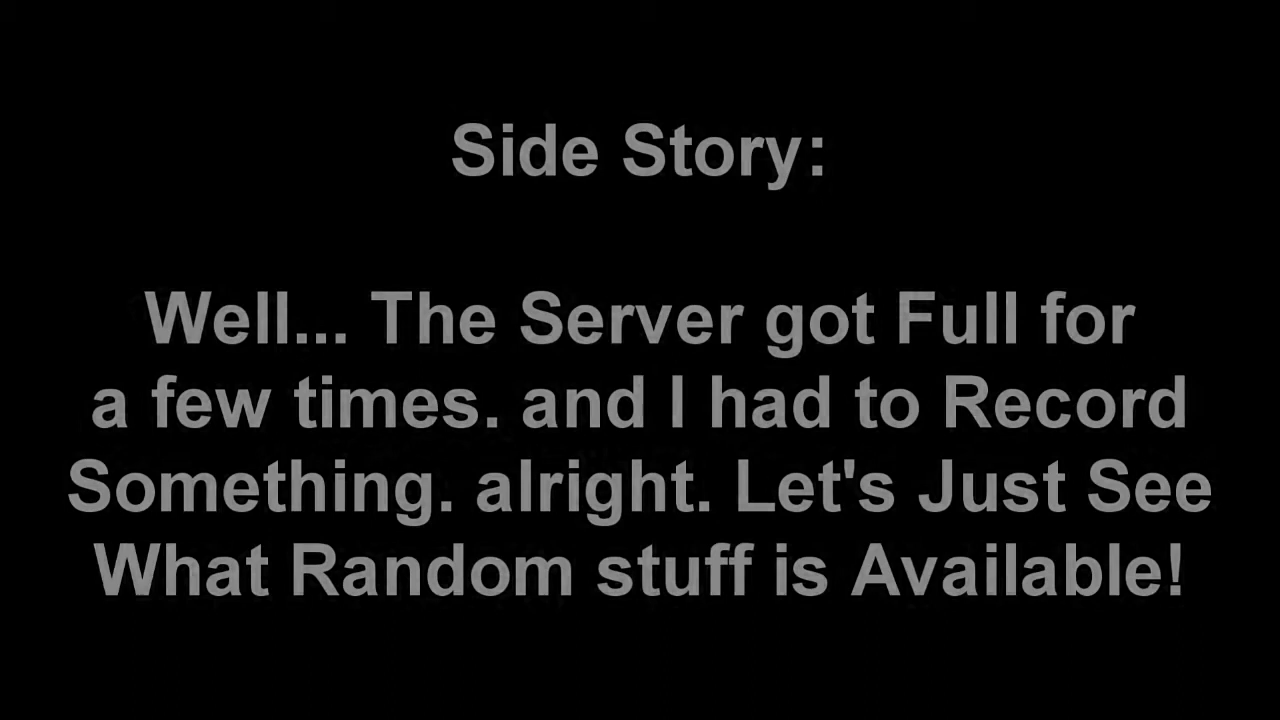 Side Story:
Well... The Server got Full for
a few times. and I had to Record
Something. alright. Let's Just See
What Random stuff is Available!